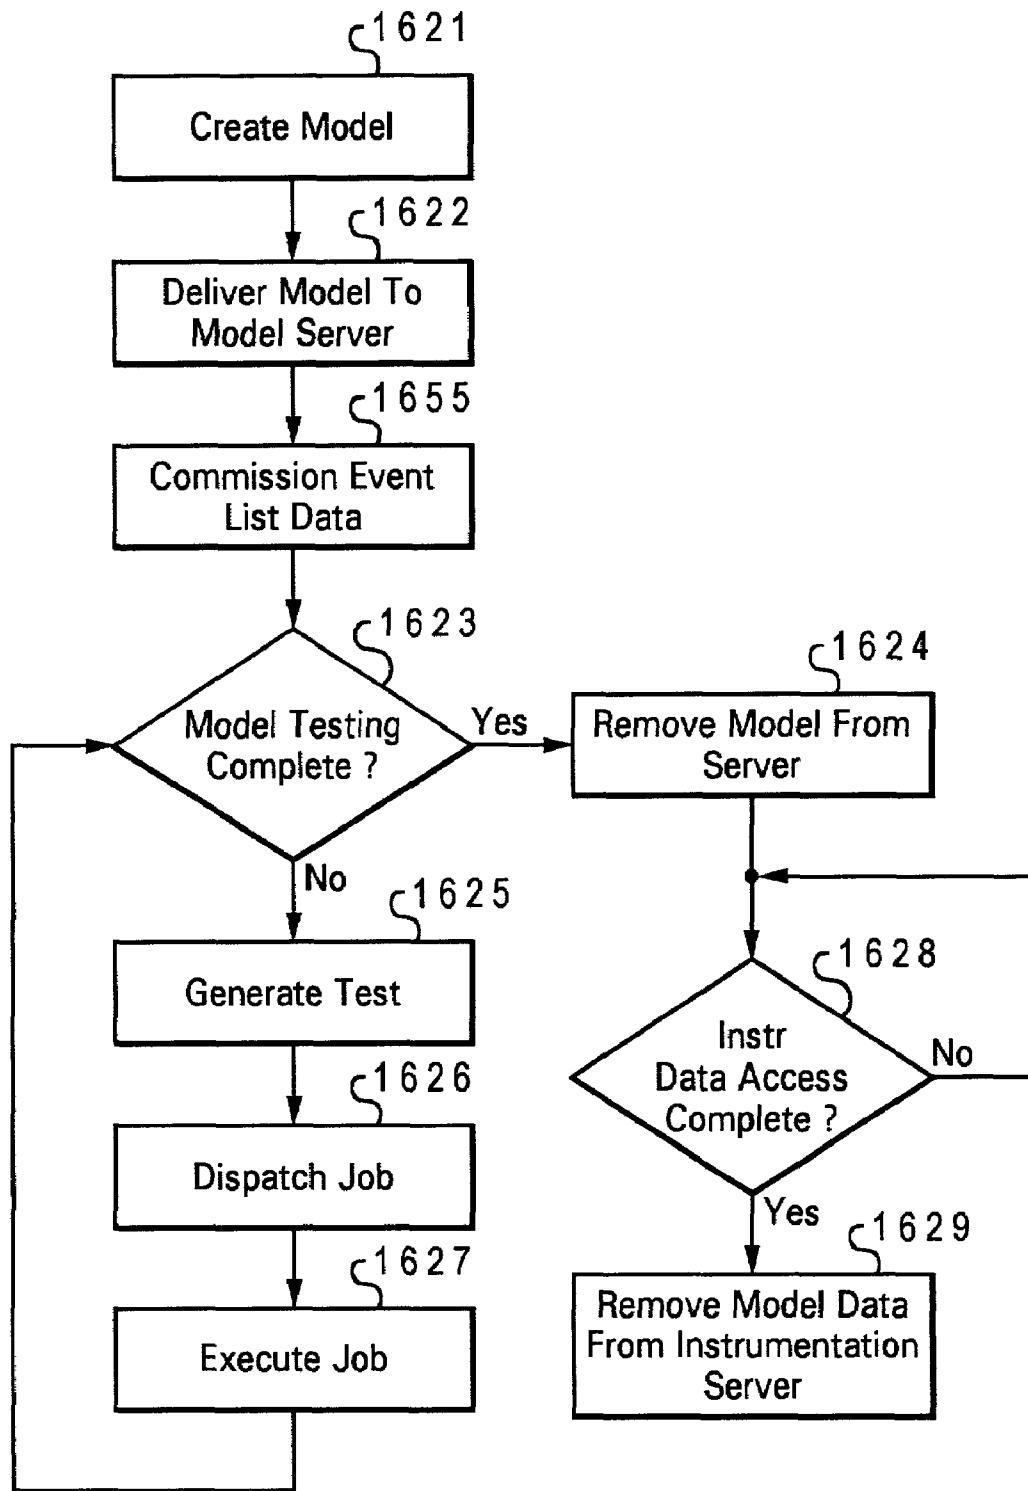 1621
Create Model
1622
Deliver Model To
Model Server
1655
Commission Event
List Data
1623
Model Testing
Complete ?
Yes
No
1624
Remove Model From
Server
1625
Generate Test
1626
Dispatch Job
1627
Execute Job
1628
Instr
Data Access
Complete ?
No
Yes
1629
Remove Model Data
From Instrumentation
Server